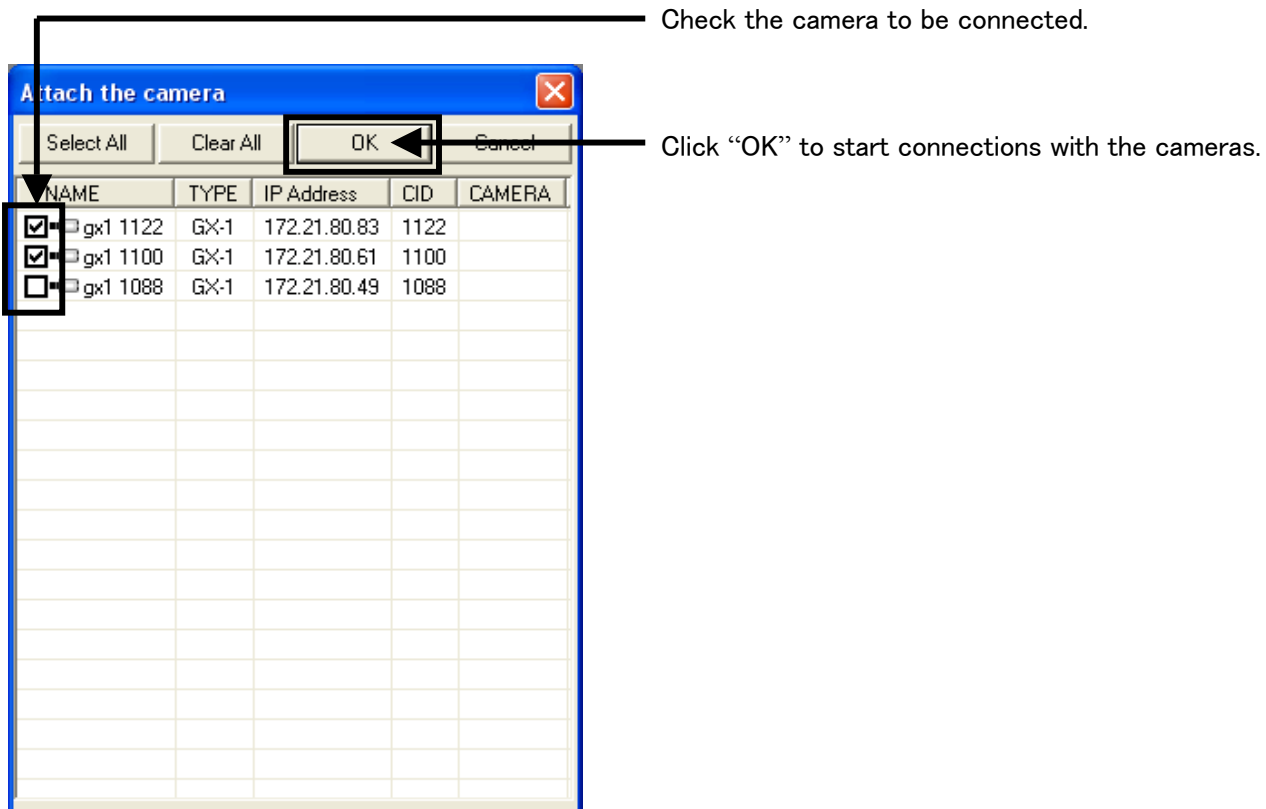 Check the camera to be connected.
Attach the camera
Select All Clear All OK Cancel
Click “OK” to start connections with the cameras.
NAME TYPE IP Address CID CAMERA
gx1 1122 GX-1 172.21.80.83 1122
gx1 1100 GX-1 172.21.80.61 1100
gx1 1088 GX-1 172.21.80.49 1088